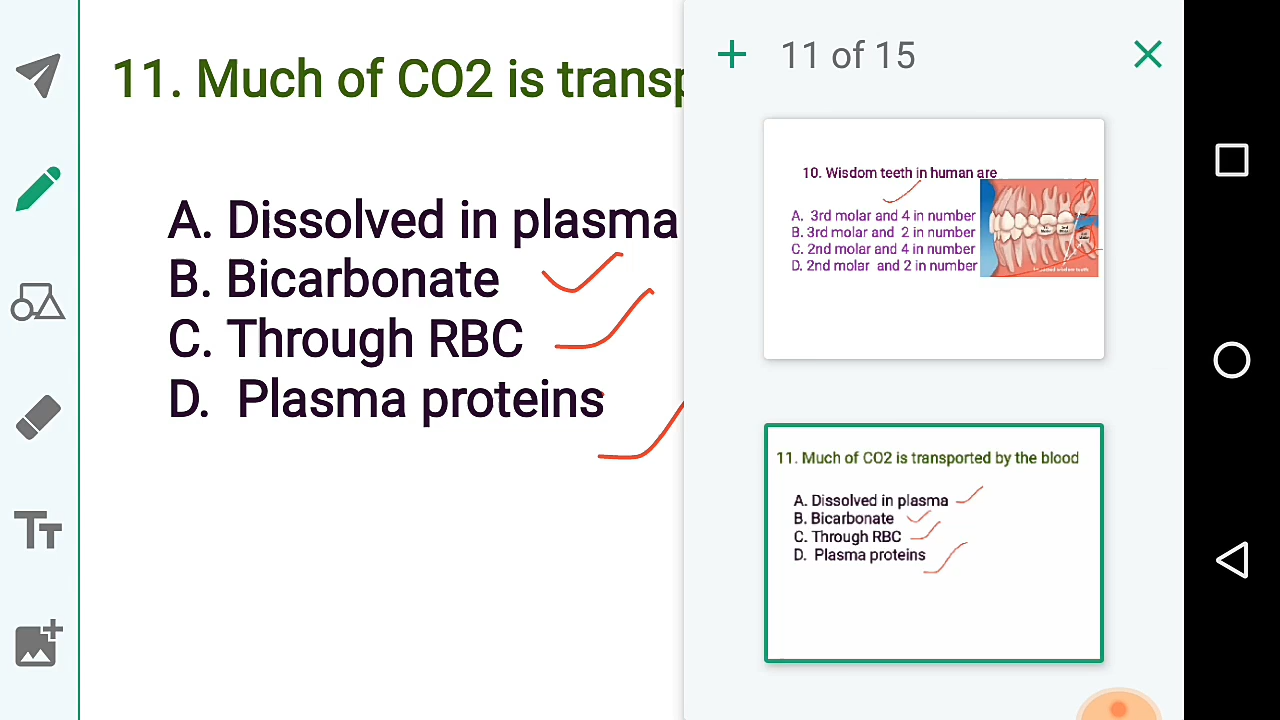 11. Much of CO2 is transp
A. Dissolved in plasma
B. Bicarbonate
C. Through RBC
D. Plasma proteins
TT
11 of 15
10. Wisdom teeth in human are
A. 3rd molar and 4 in number
B. 3rd molar and 2 in number
C. 2nd molar and 4 in number
D. 2nd molar and 2 in number
11. Much of CO2 is transported by the blood
A. Dissolved in plasma
B. Bicarbonate
C. Through RBC
D. Plasma proteins